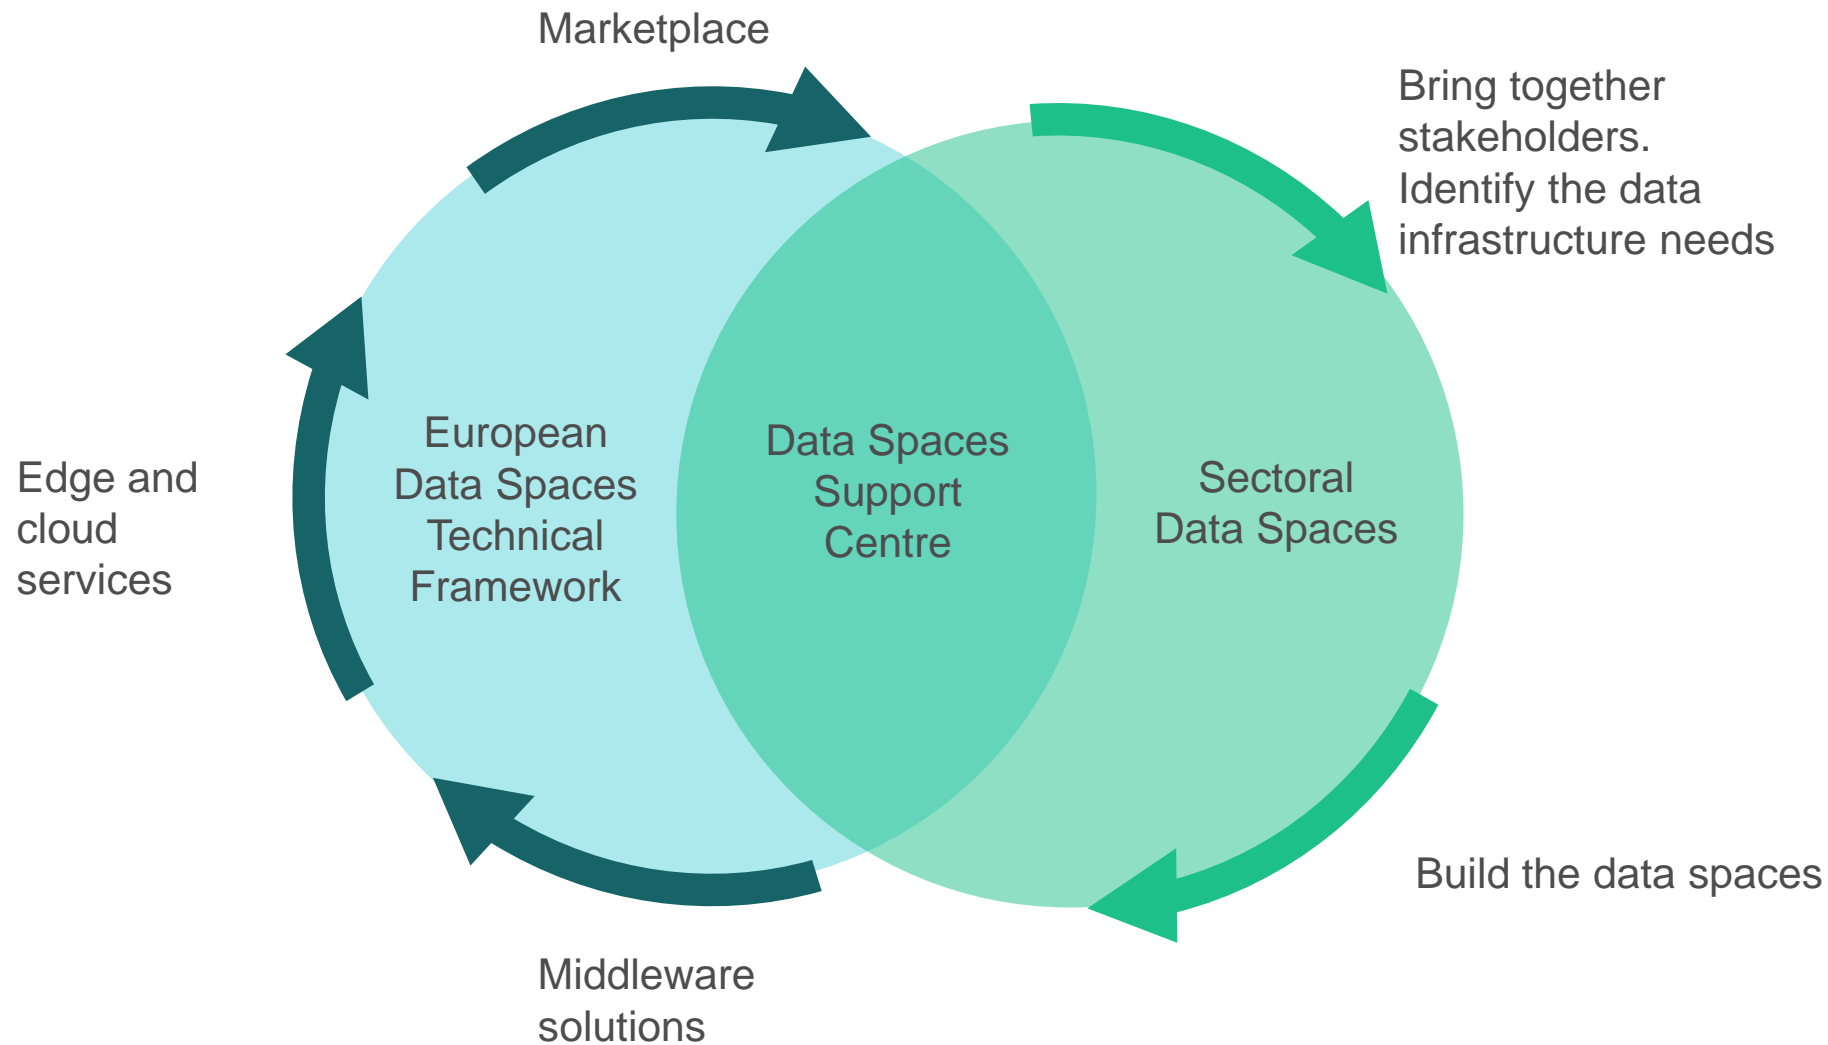 Marketplace
Bring together
stakeholders.
Identify the data
infrastructure needs
Edge and
cloud
services
European
Data Spaces
Technical
Framework
Data Spaces
Support
Centre
Sectoral
Data Spaces
Build the data spaces
Middleware
solutions